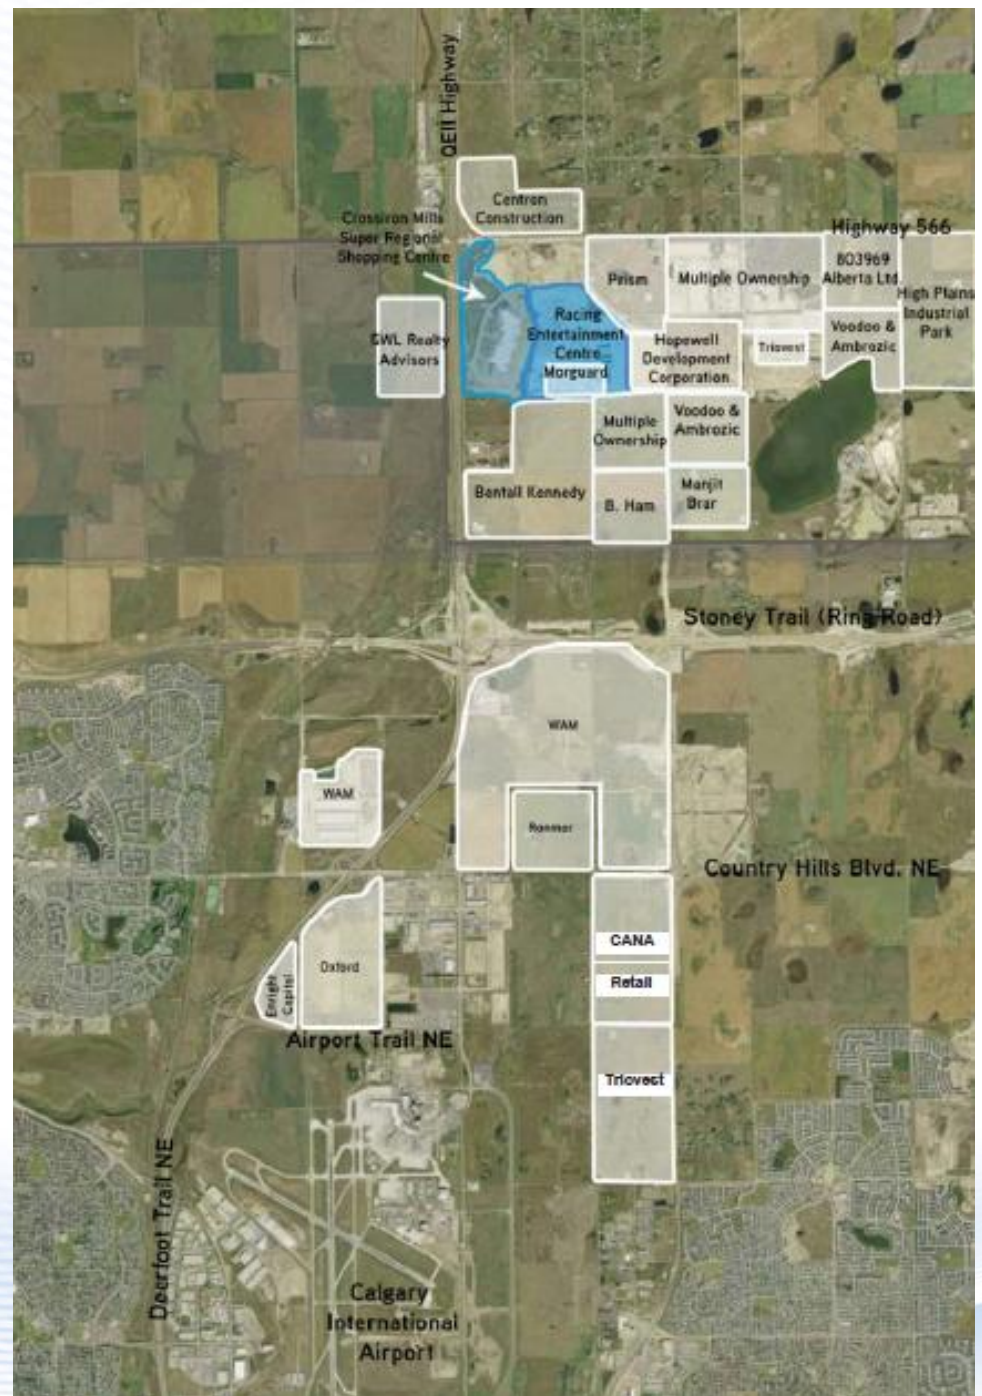 QEII Highway
Centron
Construction
Crossiron Mills
Super Regional
Shopping Centre
Highway 566
Prism
Multiple Ownership
803969
Alberta Ltd
High Plains
Industrial
Park
Racing
Entertainment
Centre
Morguard
GWL Realty
Advisors
Hopewell
Development
Corporation
Triovest
Voodoo &
Ambrozic
Multiple
Ownership
Voodoo &
Ambrozic
Bentall Kennedy
B. Ham
Manjit
Brar
Stoney Trail (Ring Road)
WAM
WAM
Ronmor
Country Hills Blvd. NE
CANA
Oxford
Enright
Capital
Retail
Airport Trail NE
Triovest
Deerfoot Trail NE
Calgary
International
Airport